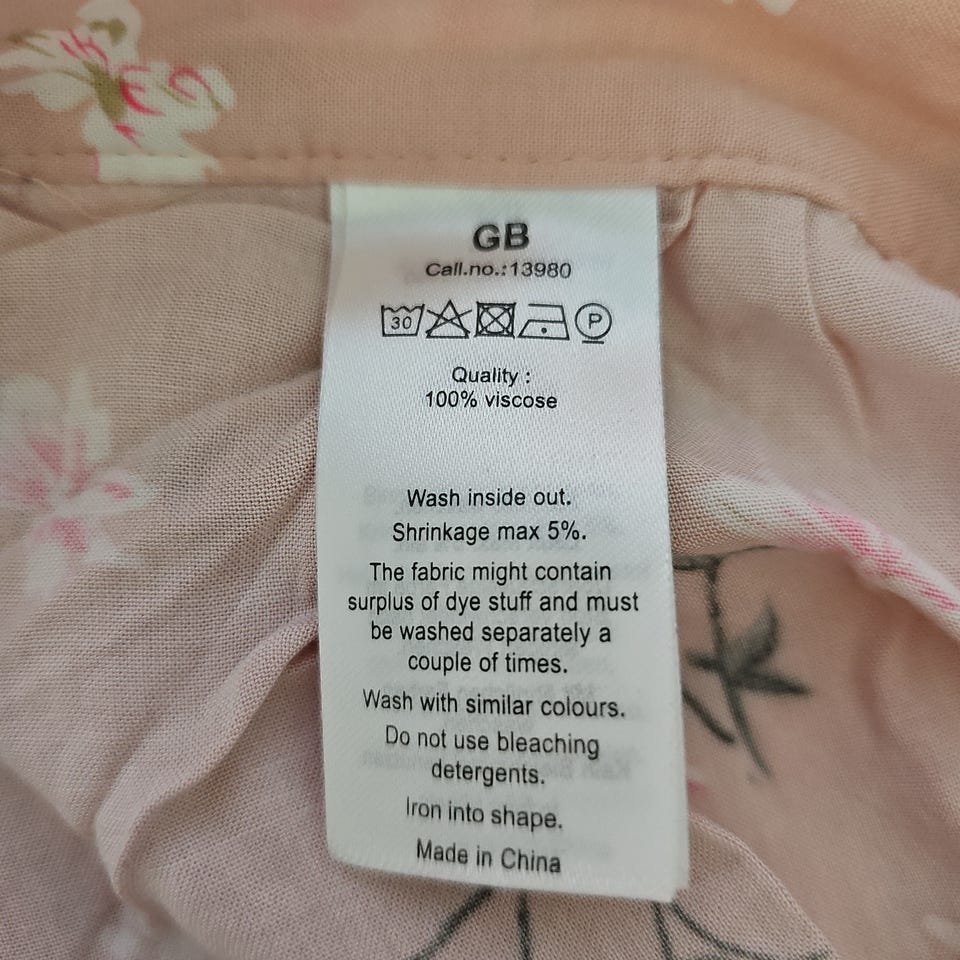 GB
Call.no.:13980
30 P
Quality :
100% viscose
Wash inside out.
Shrinkage max 5%.
The fabric might contain
surplus of dye stuff and must
be washed separately a
couple of times.
Wash with similar colours.
Do not use bleaching
detergents.
Iron into shape.
Made in China